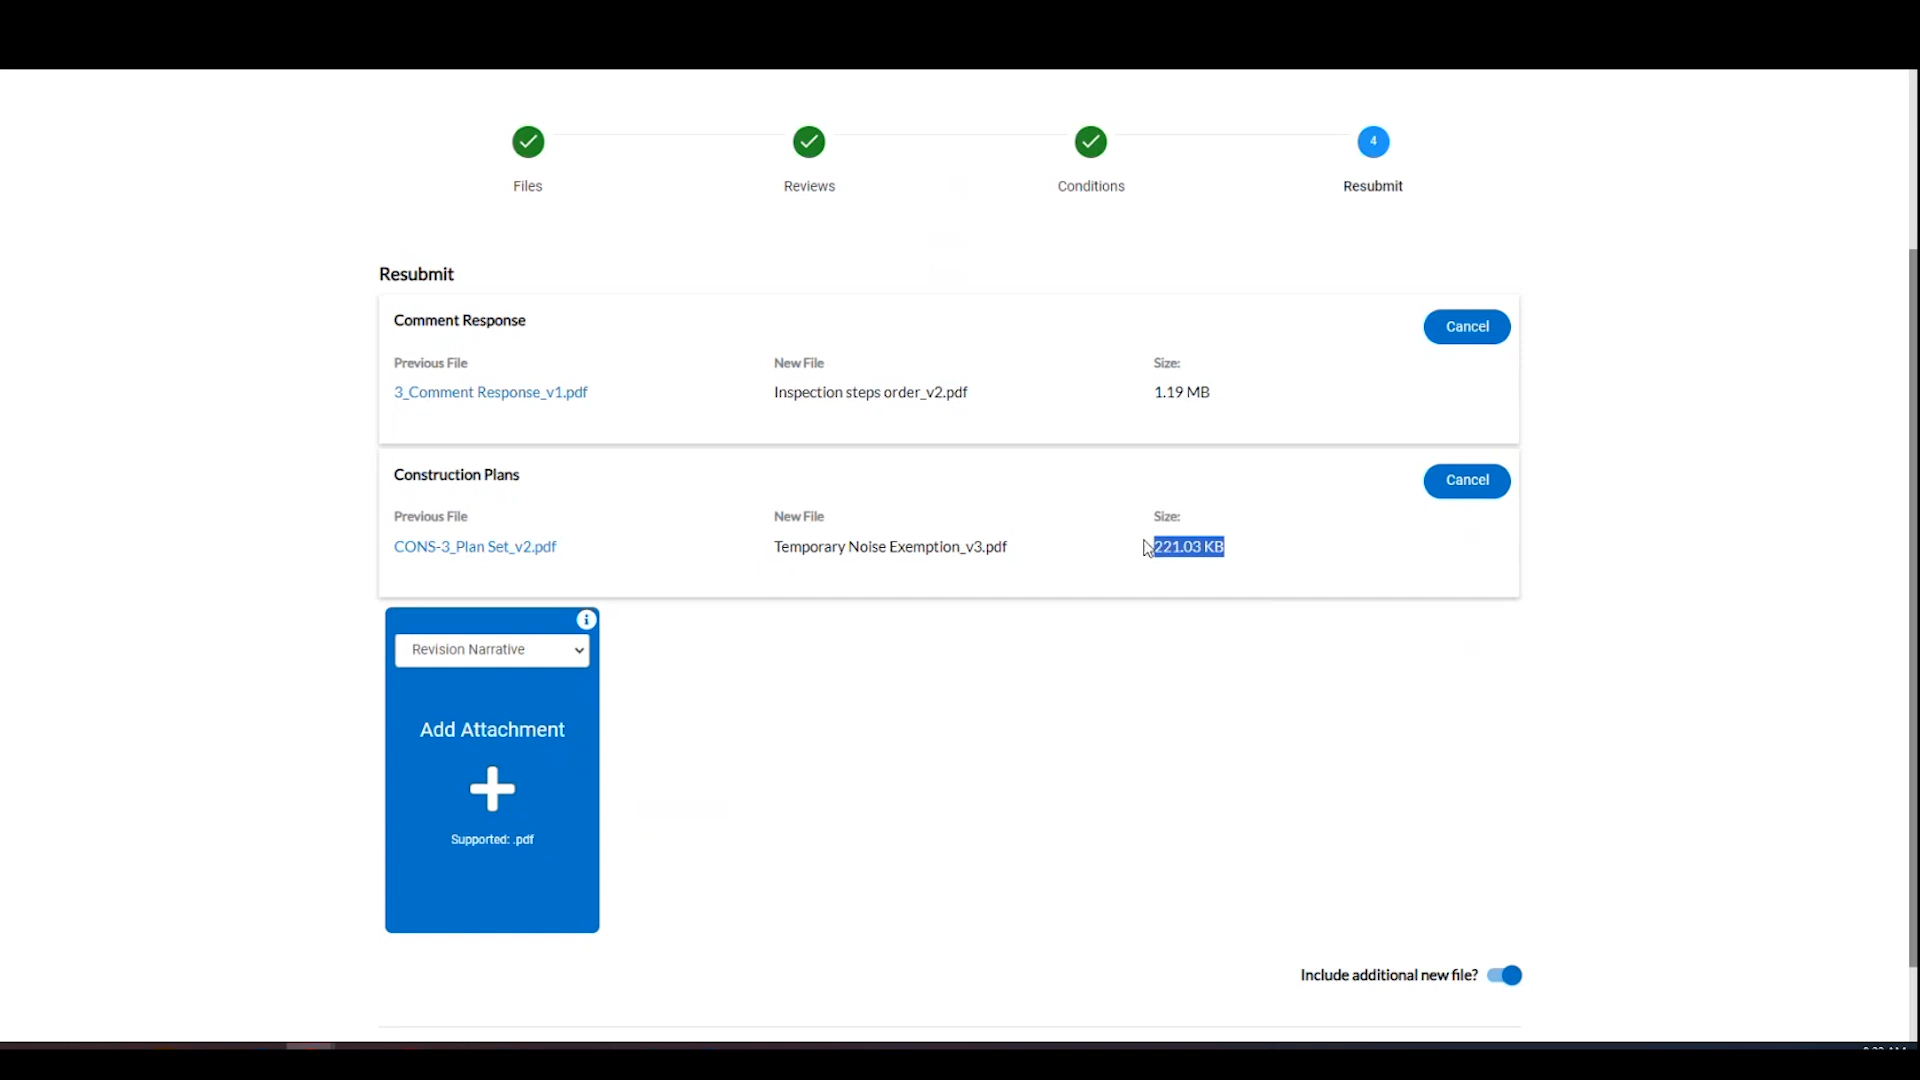 4
Files
Reviews
Conditions
Resubmit
Resubmit
Comment Response
Cancel
Previous File
New File
Size:
3_Comment Response_v1.pdf
Inspection steps order_v2.pdf
1.19 MB
Construction Plans
Cancel
Previous File
New File
Size:
CONS-3_Plan Set_v2.pdf
Temporary Noise Exemption_v3.pdf
221.03 KB
i
Revision Narrative
Add Attachment
Supported: .pdf
Include additional new file?